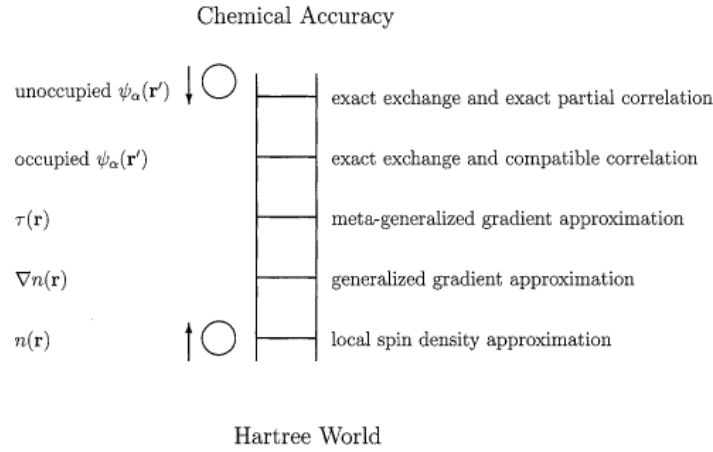 Chemical Accuracy
unoccupied ψα(r′) exact exchange and exact partial correlation
occupied ψα(r′) exact exchange and compatible correlation
τ(r) meta-generalized gradient approximation
∇n(r) generalized gradient approximation
n(r) local spin density approximation
Hartree World